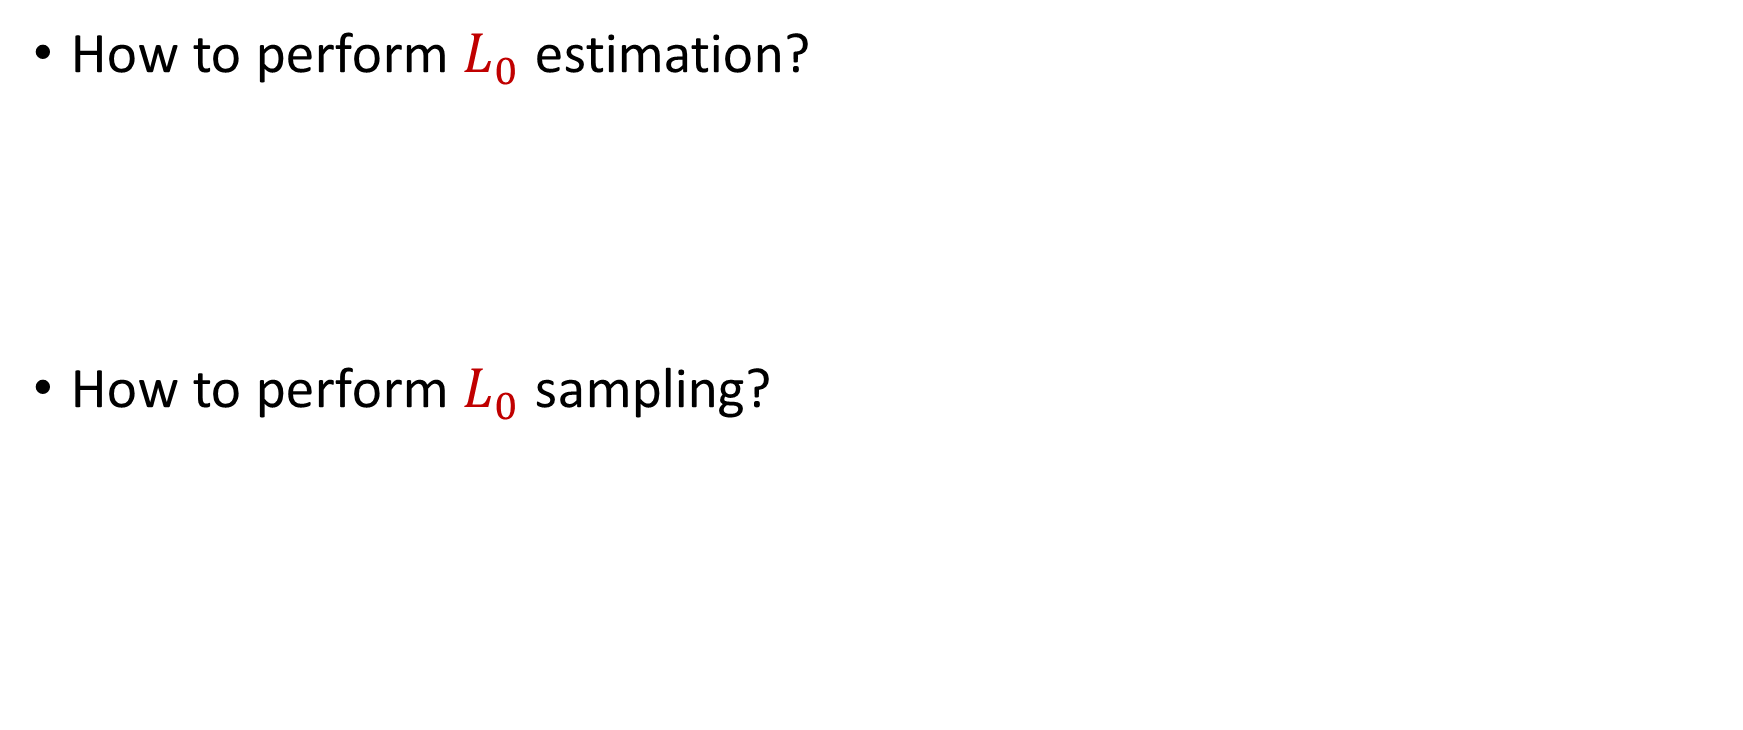 • How to perform L₀ estimation?
• How to perform L₀ sampling?